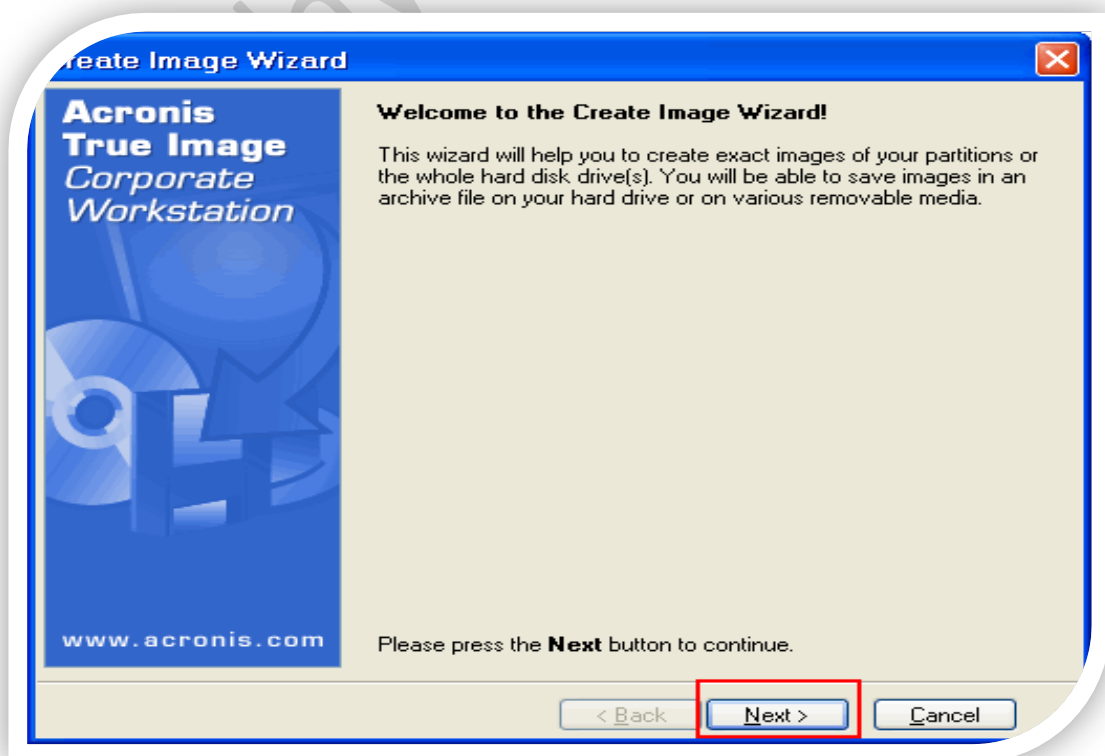 reate Image Wizard
Acronis
True Image
Corporate
Workstation
Welcome to the Create Image Wizard!
This wizard will help you to create exact images of your partitions or
the whole hard disk drive(s). You will be able to save images in an
archive file on your hard drive or on various removable media.
www.acronis.com
Please press the Next button to continue.
< Back
Next >
Cancel